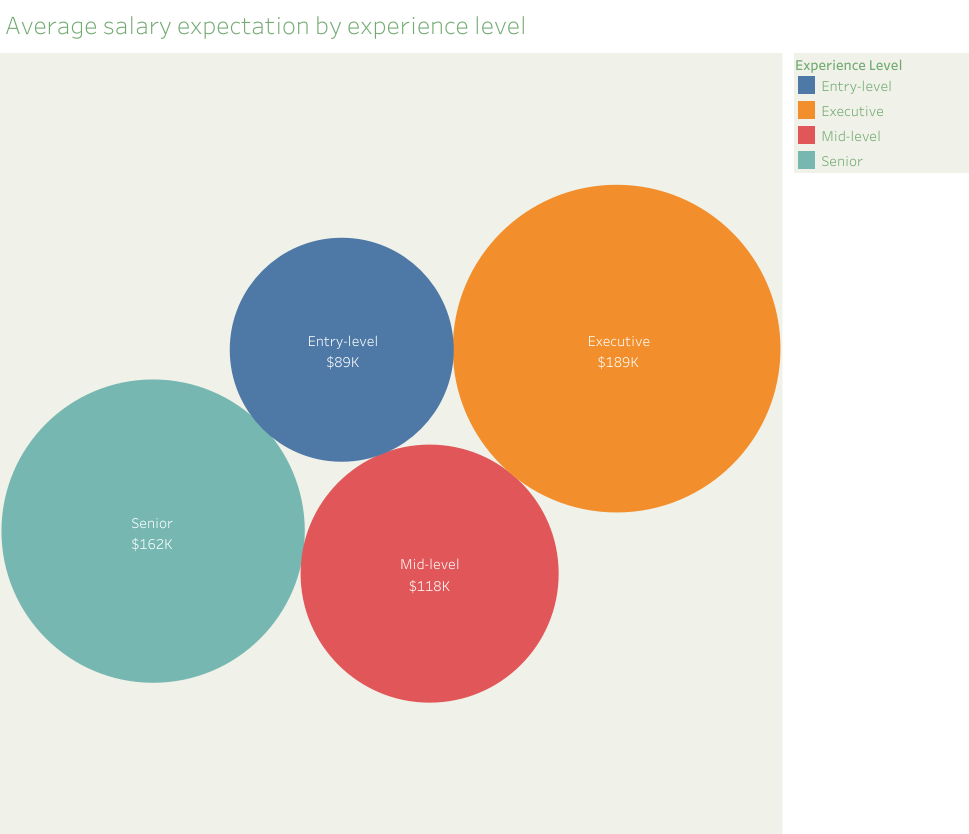 Average salary expectation by experience level
Experience Level
Entry-level
Executive
Mid-level
Senior
Entry-level
$89K
Executive
$189K
Senior
$162K
Mid-level
$118K